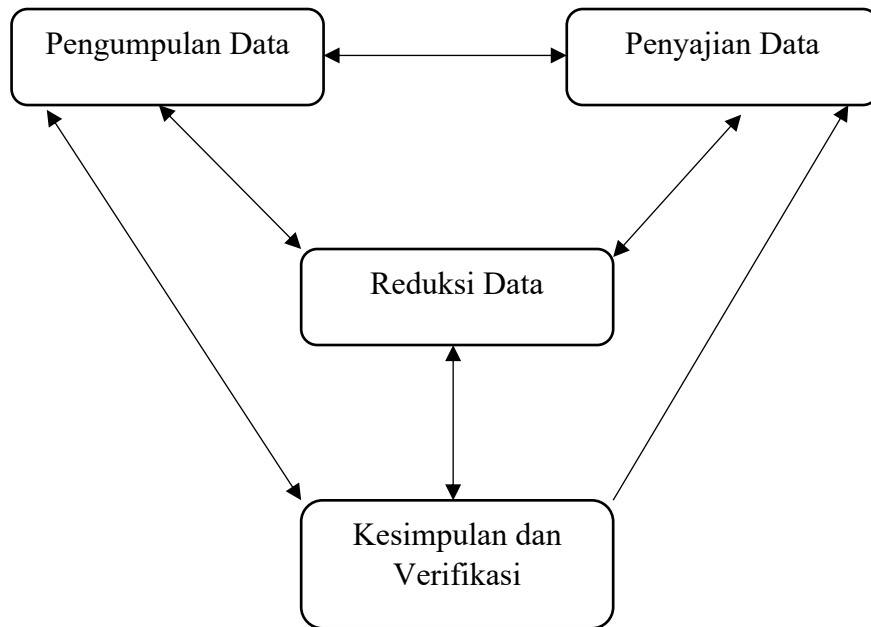 Pengumpulan Data
Penyajian Data
Reduksi Data
Kesimpulan dan
Verifikasi